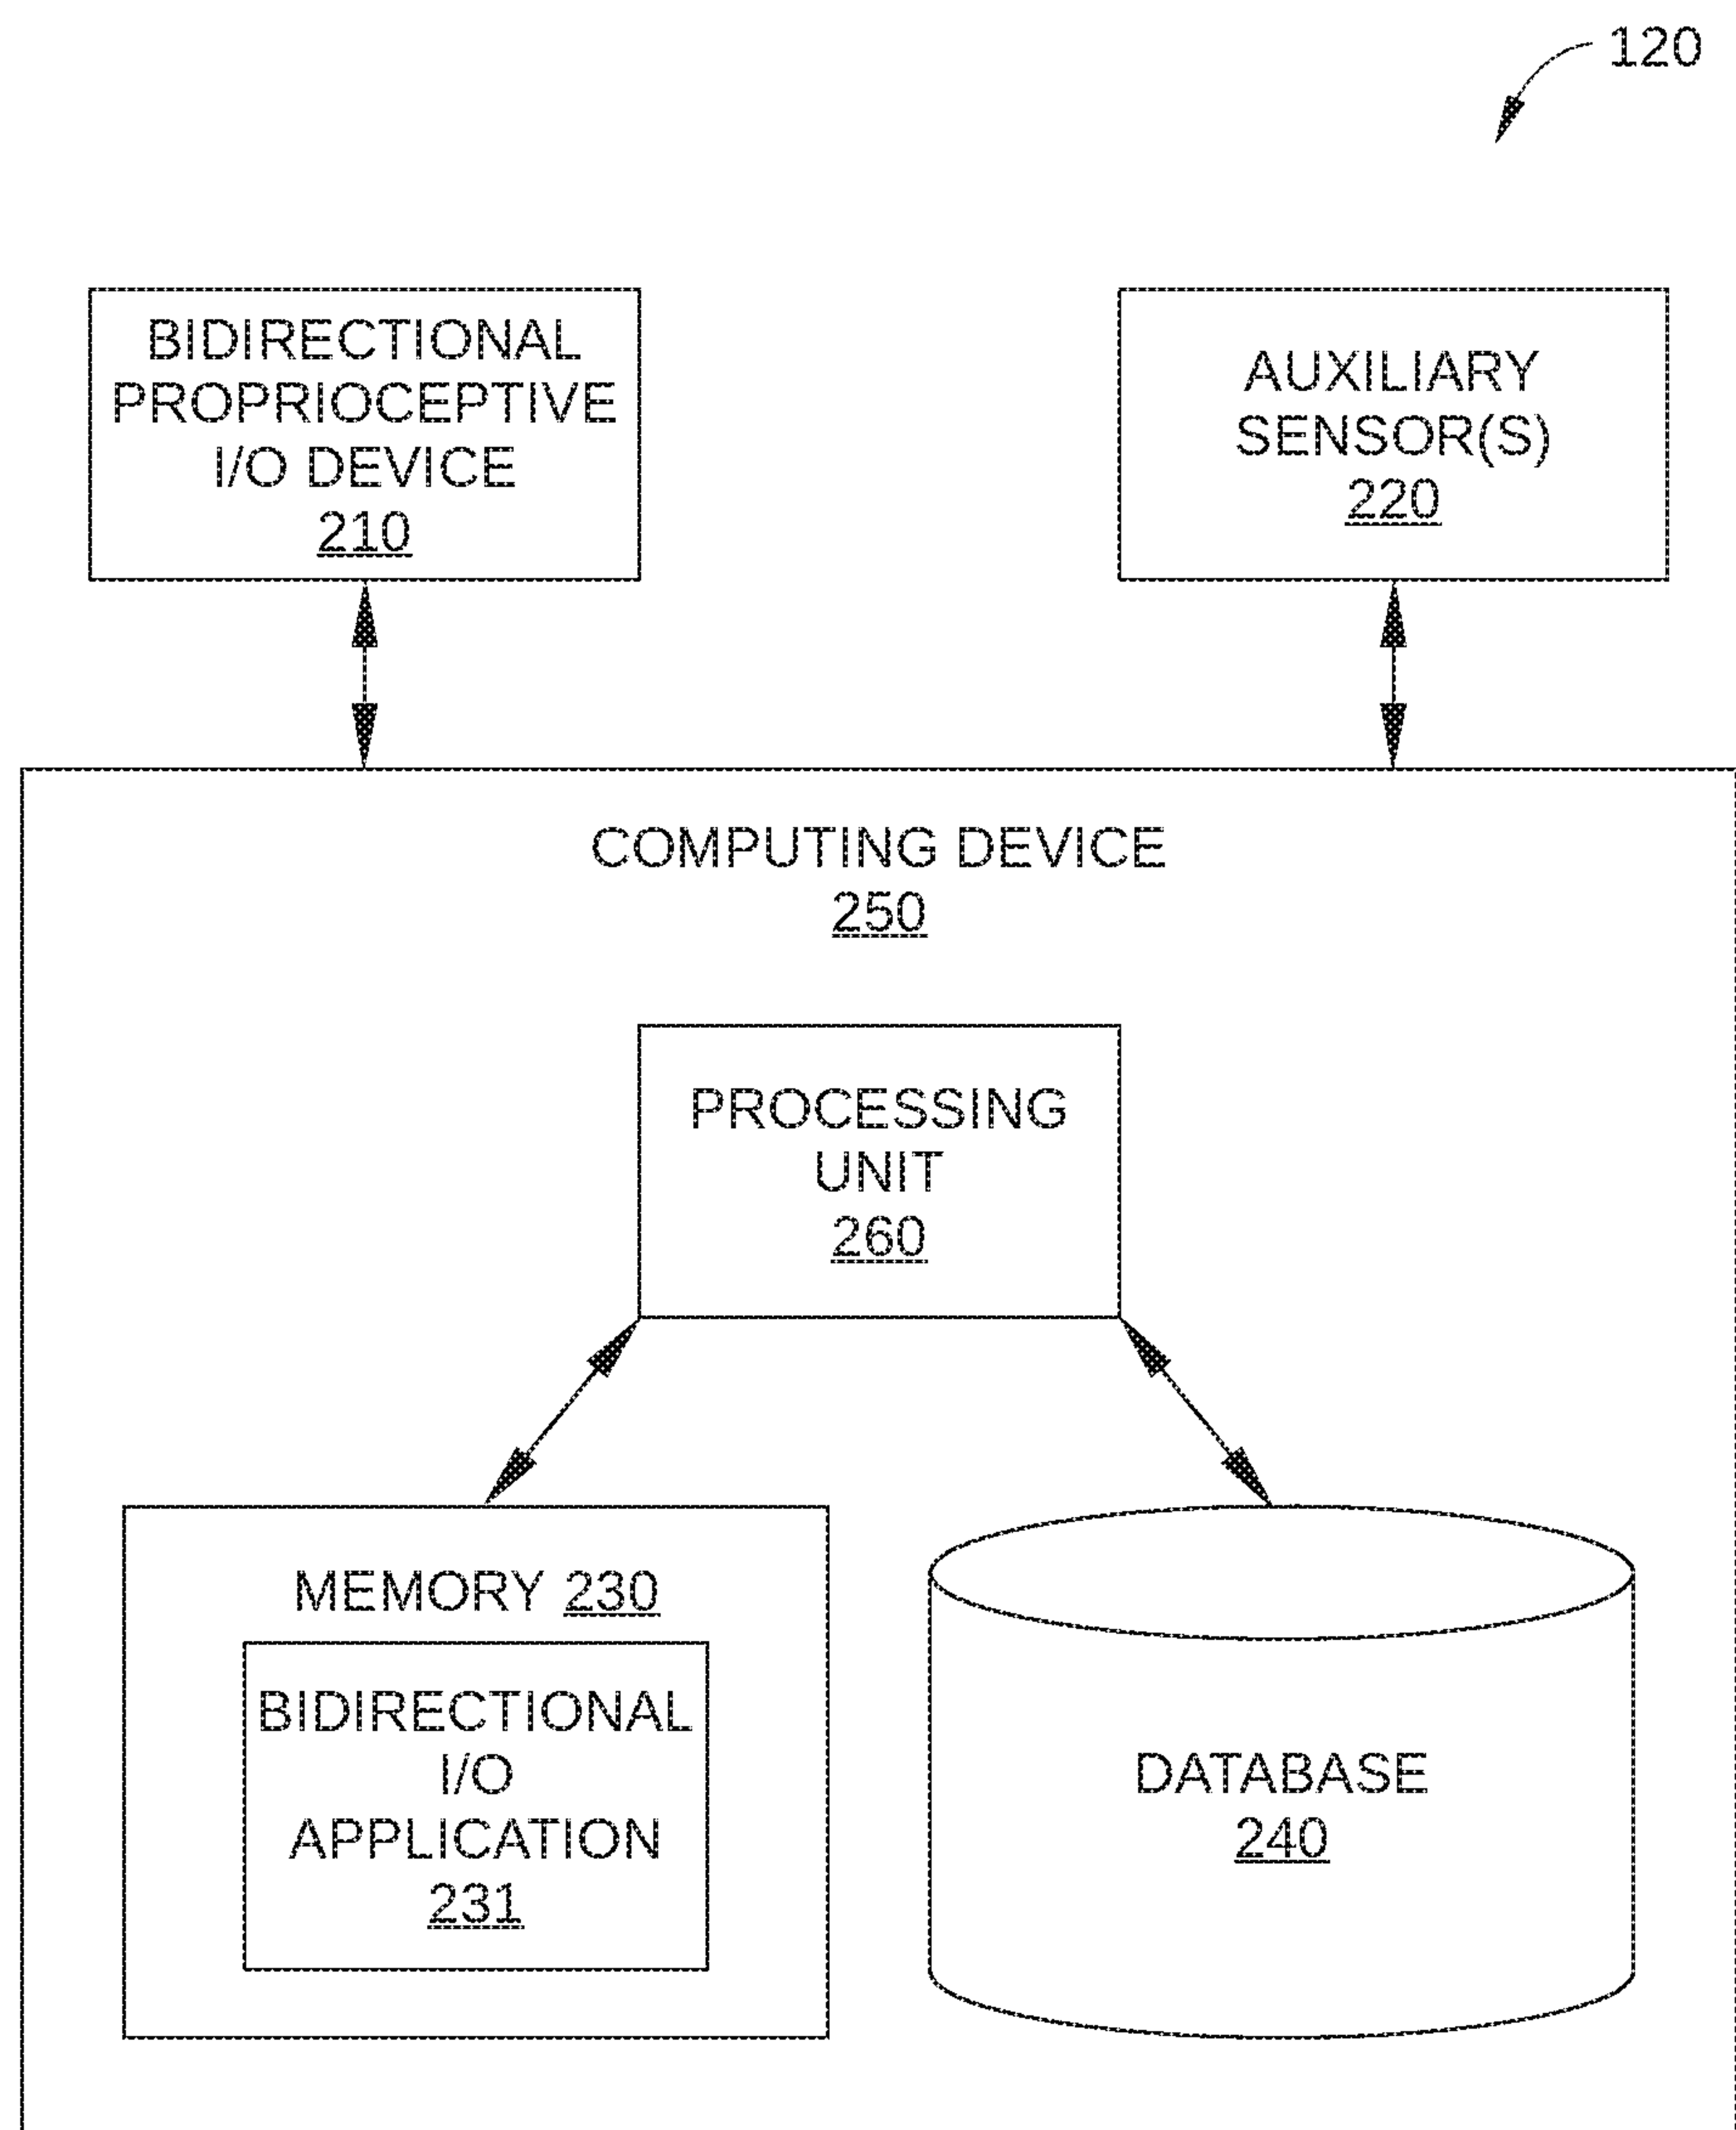 120
BIDIRECTIONAL
PROPRIOCEPTIVE
I/O DEVICE
210
AUXILIARY
SENSOR(S)
220
COMPUTING DEVICE
250
PROCESSING
UNIT
260
MEMORY 230
BIDIRECTIONAL
I/O
APPLICATION
231
DATABASE
240